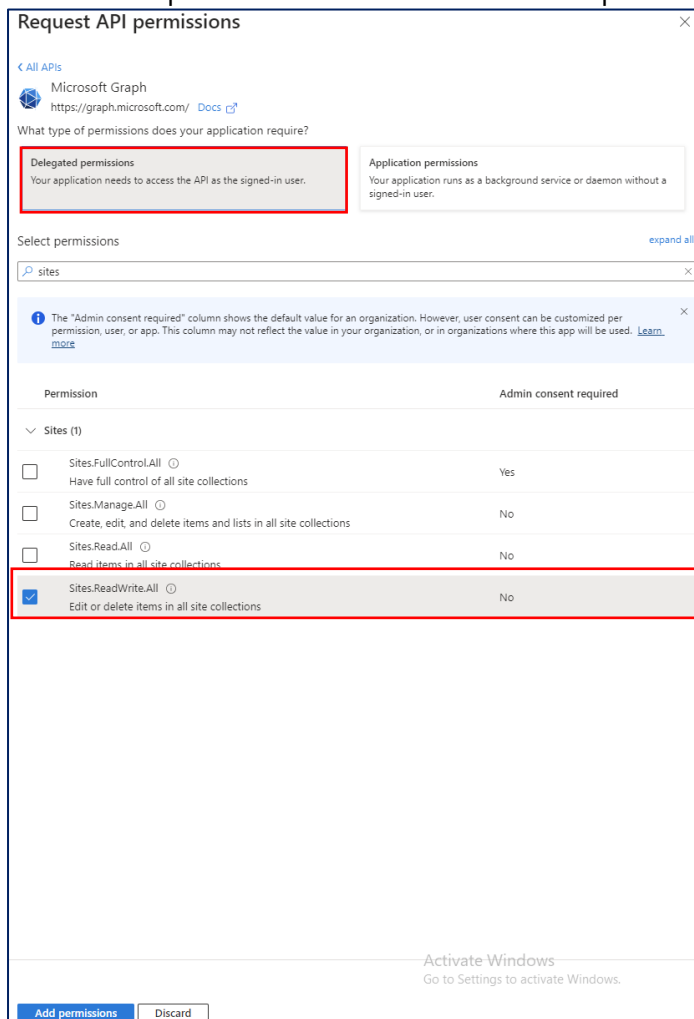 Request API permissions
All APIs
Microsoft Graph
https://graph.microsoft.com/ Docs
What type of permissions does your application require?
Delegated permissions
Your application needs to access the API as the signed-in user.
Application permissions
Your application runs as a background service or daemon without a
signed-in user.
Select permissions
expand all
sites
The "Admin consent required" column shows the default value for an organization. However, user consent can be customized per
permission, user, or app. This column may not reflect the value in your organization, or in organizations where this app will be used. Learn
more
Permission Admin consent required
Sites (1)
Sites.FullControl.All
Have full control of all site collections
Yes
Sites.Manage.All
Create, edit, and delete items and lists in all site collections
No
Sites.Read.All
Read items in all site collections
No
Sites.ReadWrite.All
Edit or delete items in all site collections
No
Activate Windows
Go to Settings to activate Windows.
Add permissions Discard